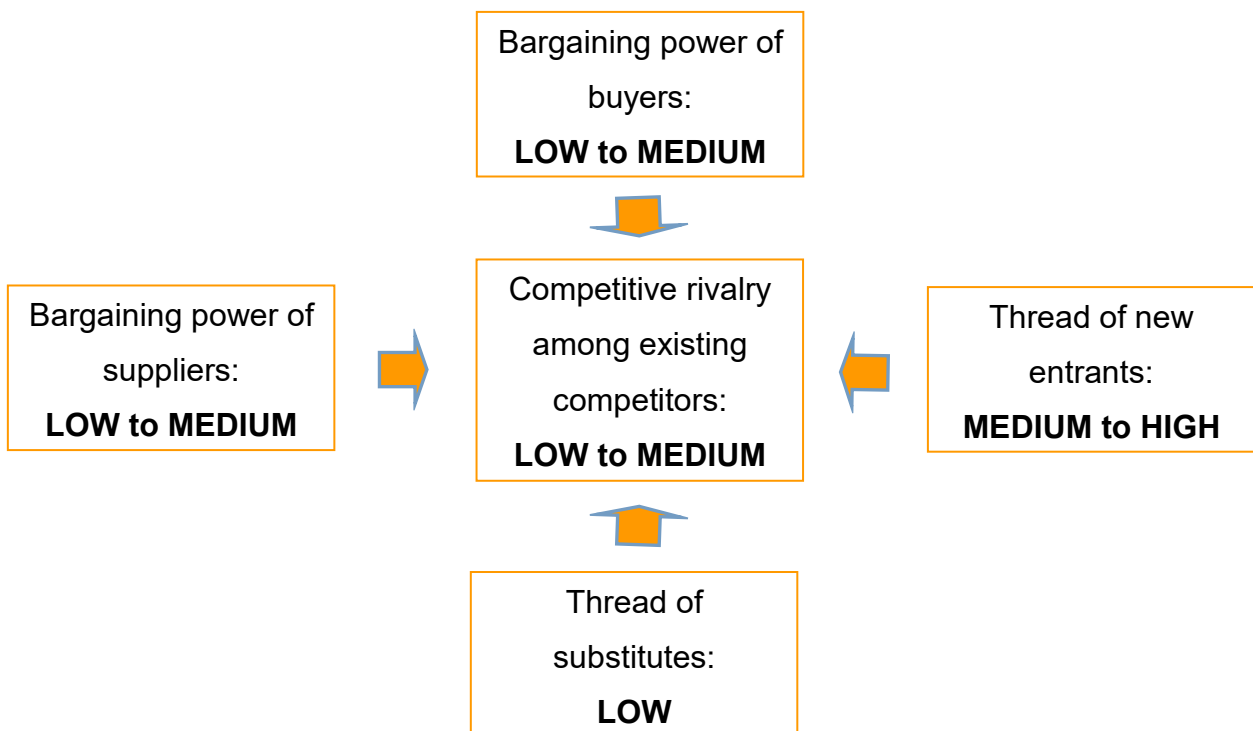 Bargaining power of
buyers:
LOW to MEDIUM
Bargaining power of
suppliers:
LOW to MEDIUM
Competitive rivalry
among existing
competitors:
LOW to MEDIUM
Thread of new
entrants:
MEDIUM to HIGH
Thread of
substitutes:
LOW